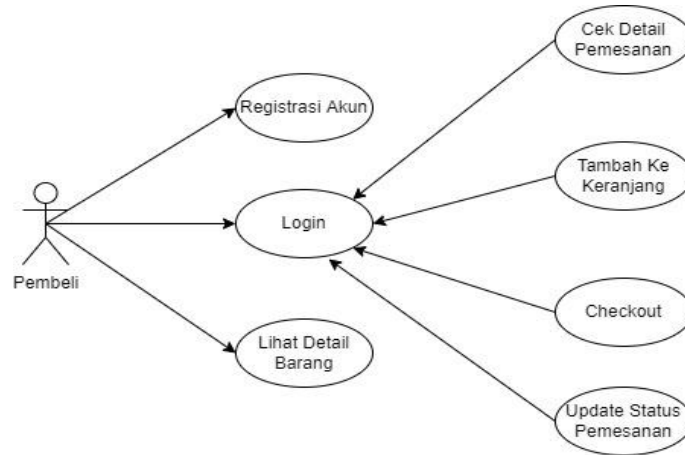 Cek Detail
Pemesanan
Registrasi Akun
Tambah Ke
Keranjang
Login
Pembeli
Checkout
Lihat Detail
Barang
Update Status
Pemesanan